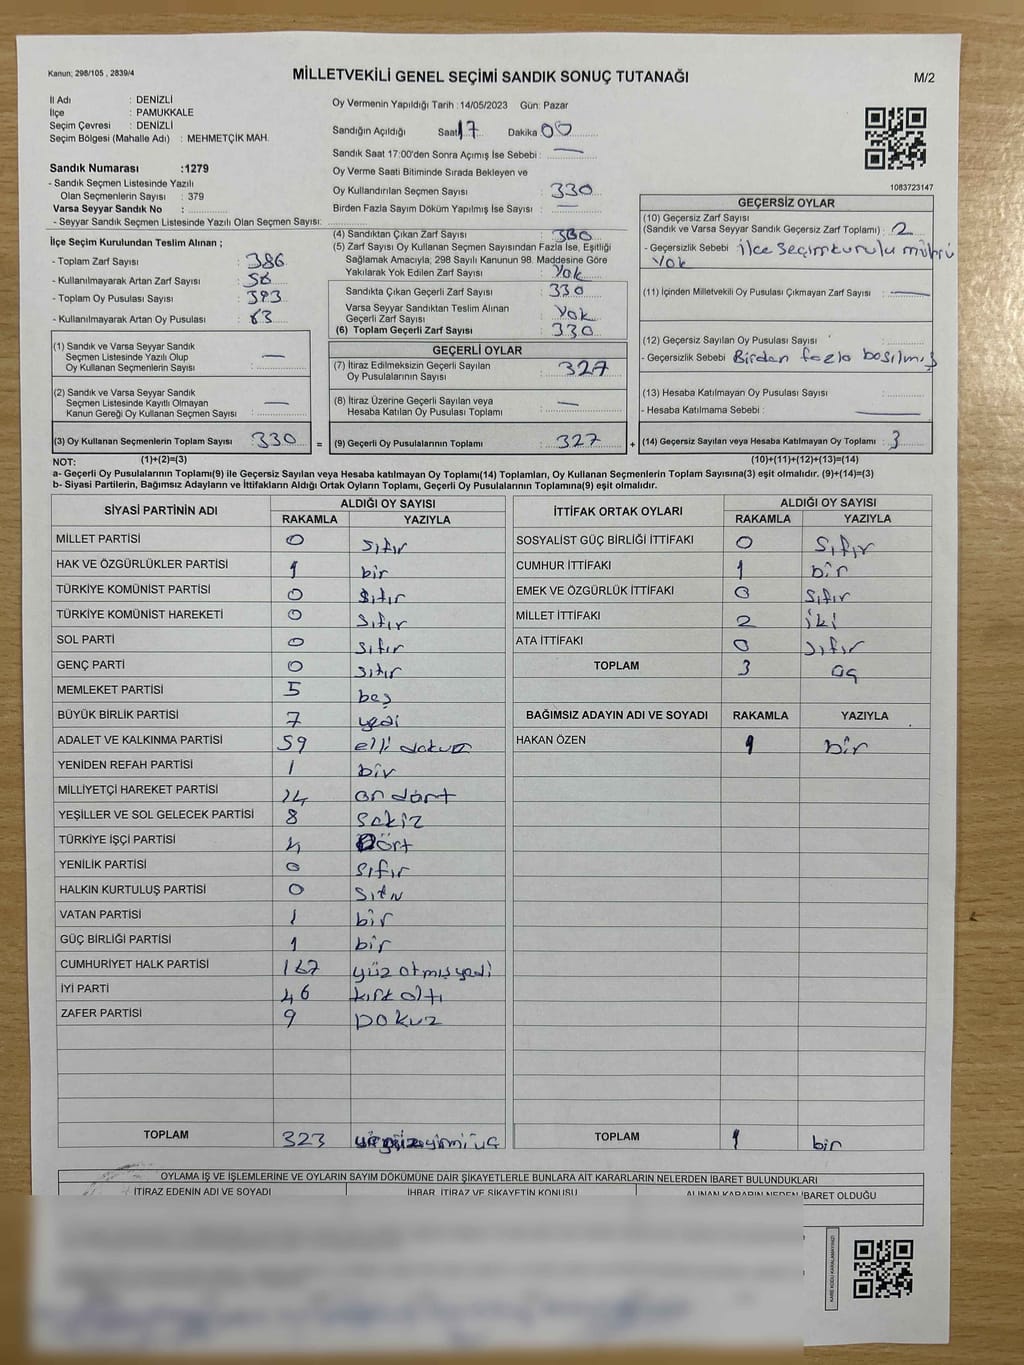 Kanun; 298/105 , 2839/4
MİLLETVEKİLİ GENEL SEÇİMİ SANDIK SONUÇ TUTANAĞI
M/2
İl Adı : DENİZLİ
İlçe : PAMUKKALE
Seçim Çevresi : DENİZLİ
Seçim Bölgesi (Mahalle Adı) : MEHMETÇİK MAH.
Sandık Numarası :1279
- Sandık Seçmen Listesinde Yazılı
Olan Seçmenlerin Sayısı : 379
Varsa Seyyar Sandık No :
- Seyyar Sandık Seçmen Listesinde Yazılı Olan Seçmen Sayısı:
Oy Vermenin Yapıldığı Tarih :14/05/2023 Gün: Pazar
Sandığın Açıldığı Saat 17 Dakika 00
Sandık Saat 17:00'den Sonra Açımış İse Sebebi : —
Oy Verme Saati Bitiminde Sırada Bekleyen ve
Oy Kullandırılan Seçmen Sayısı : 330
Birden Fazla Sayım Döküm Yapılmış İse Sayısı : —
1083723147
İlçe Seçim Kurulundan Teslim Alınan ;
- Toplam Zarf Sayısı : 386
- Kullanılmayarak Artan Zarf Sayısı : 56
- Toplam Oy Pusulası Sayısı : 393
- Kullanılmayarak Artan Oy Pusulası : 63
(4) Sandıktan Çıkan Zarf Sayısı : 330
(5) Zarf Sayısı Oy Kullanan Seçmen Sayısından Fazla İse, Eşitliği
Sağlamak Amacıyla; 298 Sayılı Kanunun 98. Maddesine Göre
Yakılarak Yok Edilen Zarf Sayısı : Yok
Sandıkta Çıkan Geçerli Zarf Sayısı : 330
Varsa Seyyar Sandıktan Teslim Alınan
Geçerli Zarf Sayısı : Yok
(6) Toplam Geçerli Zarf Sayısı : 330
GEÇERSİZ OYLAR
(10) Geçersiz Zarf Sayısı
(Sandık ve Varsa Seyyar Sandık Geçersiz Zarf Toplamı) : 2
- Geçersizlik Sebebi : İlçe seçim kurulu mührü
Yok
(11) İçinden Milletvekili Oy Pusulası Çıkmayan Zarf Sayısı : —
(12) Geçersiz Sayılan Oy Pusulası Sayısı :
- Geçersizlik Sebebi : Birden fazla basılmış
(13) Hesaba Katılmayan Oy Pusulası Sayısı :
- Hesaba Katılmama Sebebi : —
(14) Geçersiz Sayılan veya Hesaba Katılmayan Oy Toplamı : 3
(10)+(11)+(12)+(13)=(14)
(1) Sandık ve Varsa Seyyar Sandık
Seçmen Listesinde Yazılı Olup
Oy Kullanan Seçmenlerin Sayısı : —
(2) Sandık ve Varsa Seyyar Sandık
Seçmen Listesinde Kayıtlı Olmayan
Kanun Gereği Oy Kullanan Seçmen Sayısı : —
(3) Oy Kullanan Seçmenlerin Toplam Sayısı : 330 =
(1)+(2)=(3)
GEÇERLİ OYLAR
(7) İtiraz Edilmeksizin Geçerli Sayılan
Oy Pusulalarının Sayısı : 327
(8) İtiraz Üzerine Geçerli Sayılan veya
Hesaba Katılan Oy Pusulası Toplamı : —
(9) Geçerli Oy Pusulalarının Toplamı : 327 +
NOT:
a- Geçerli Oy Pusulaların Toplamı(9) ile Geçersiz Sayılan veya Hesaba katılmayan Oy Toplamı(14) Toplamları, Oy Kullanan Seçmenlerin Toplam Sayısına(3) eşit olmalıdır. (9)+(14)=(3)
b- Siyasi Partilerin, Bağımsız Adayların ve İttifakların Aldığı Ortak Oyların Toplamı, Geçerli Oy Pusulalarının Toplamına(9) eşit olmalıdır.
SİYASİ PARTİNİN ADI ALDIĞI OY SAYISI
RAKAMLA YAZIYLA
MİLLET PARTİSİ 0 sıfır
HAK VE ÖZGÜRLÜKLER PARTİSİ 1 bir
TÜRKİYE KOMÜNİST PARTİSİ 0 sıfır
TÜRKİYE KOMÜNİST HAREKETİ 0 sıfır
SOL PARTİ 0 sıfır
GENÇ PARTİ 0 sıfır
MEMLEKET PARTİSİ 5 beş
BÜYÜK BİRLİK PARTİSİ 7 yedi
ADALET VE KALKINMA PARTİSİ 59 elli dokuz
YENİDEN REFAH PARTİSİ 1 bir
MİLLİYETÇİ HAREKET PARTİSİ 14 on dört
YEŞİLLER VE SOL GELECEK PARTİSİ 8 sekiz
TÜRKİYE İŞÇİ PARTİSİ 4 Dört
YENİLİK PARTİSİ 0 sıfır
HALKIN KURTULUŞ PARTİSİ 0 sıfır
VATAN PARTİSİ 1 bir
GÜÇ BİRLİĞİ PARTİSİ 1 bir
CUMHURİYET HALK PARTİSİ 167 yüz atmış yedi
İYİ PARTİ 46 kırk altı
ZAFER PARTİSİ 9 Dokuz
TOPLAM 323
İTTİFAK ORTAK OYLARI ALDIĞI OY SAYISI
RAKAMLA YAZIYLA
SOSYALİST GÜÇ BİRLİĞİ İTTİFAKI 0 sıfır
CUMHUR İTTİFAKI 1 bir
EMEK VE ÖZGÜRLÜK İTTİFAKI 0 sıfır
MİLLET İTTİFAKI 2 iki
ATA İTTİFAKI 0 sıfır
TOPLAM 3 üç
BAĞIMSIZ ADAYIN ADI VE SOYADI RAKAMLA YAZIYLA
HAKAN ÖZEN 1 bir
TOPLAM 1 bir
OYLAMA İŞ VE İŞLEMLERİNE VE OYLARIN SAYIM DÖKÜMÜNE DAİR ŞİKAYETLERLE BUNLARA AİT KARARLARIN NELERDEN İBARET BULUNDUKLARI
İTİRAZ EDENİN ADI VE SOYADI İHBAR, İTİRAZ VE ŞİKAYETİN KONUSU ALINAN KARARIN NEDEN İBARET OLDUĞU
KARE KODU KARALAMAYINIZ!